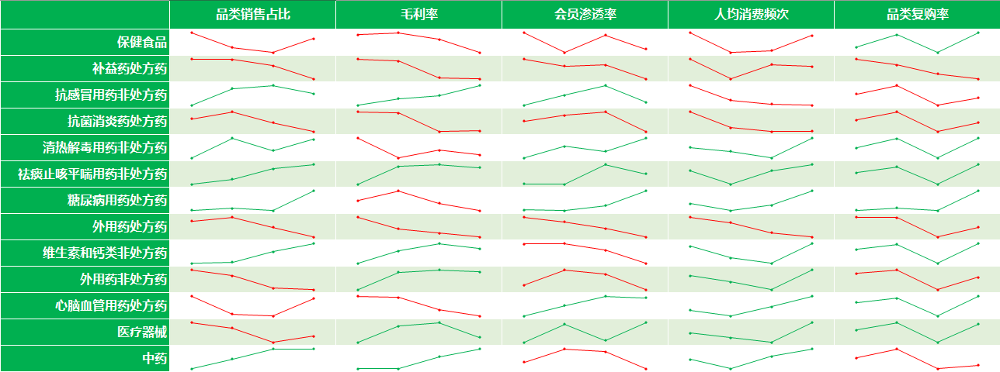 品类销售占比 毛利率 会员渗透率 人均消费频次 品类复购率
保健食品
补益药处方药
抗感冒用药非处方药
抗菌消炎药处方药
清热解毒用药非处方药
祛痰止咳平喘用药非处方药
糖尿病用药处方药
外用药处方药
维生素和钙类非处方药
外用药非处方药
心脑血管用药处方药
医疗器械
中药